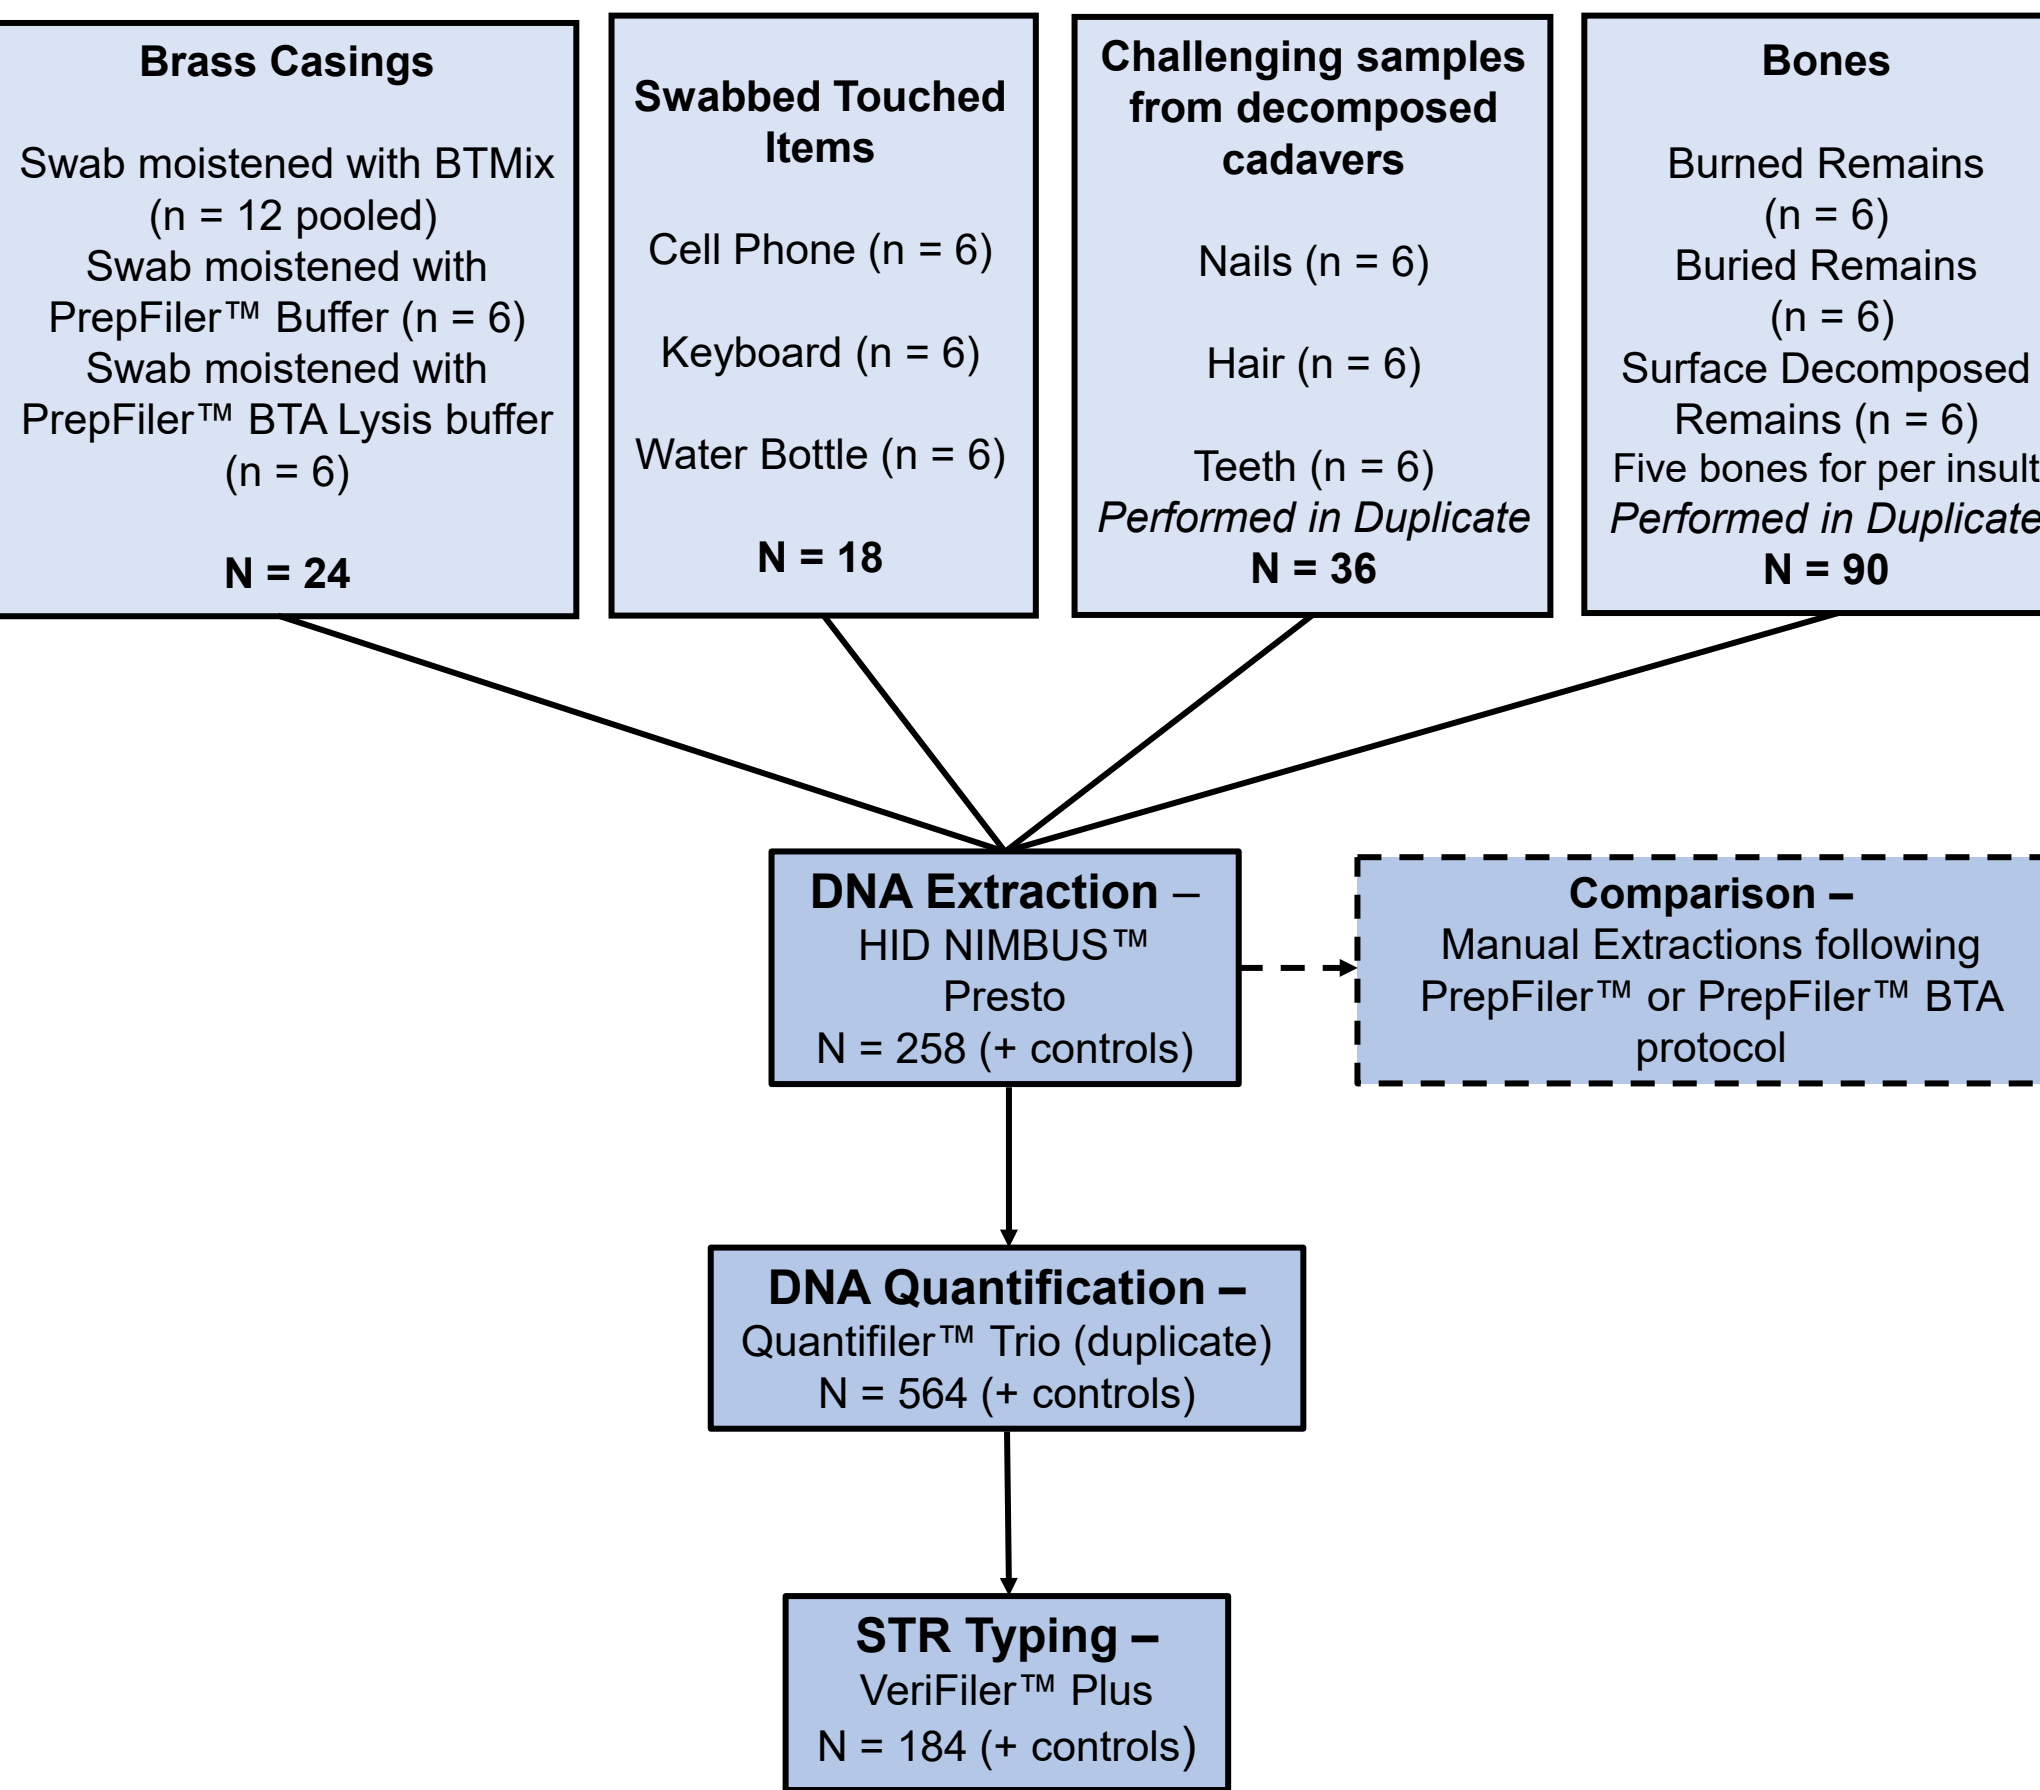 Brass Casings
Swab moistened with BTMix
(n = 12 pooled)
Swab moistened with
PrepFiler™ Buffer (n = 6)
Swab moistened with
PrepFiler™ BTA Lysis buffer
(n = 6)
N = 24
Swabbed Touched
Items
Cell Phone (n = 6)
Keyboard (n = 6)
Water Bottle (n = 6)
N = 18
Challenging samples
from decomposed
cadavers
Nails (n = 6)
Hair (n = 6)
Teeth (n = 6)
Performed in Duplicate
N = 36
Bones
Burned Remains
(n = 6)
Buried Remains
(n = 6)
Surface Decomposed
Remains (n = 6)
Five bones for per insult
Performed in Duplicate
N = 90
DNA Extraction –
HID NIMBUS™
Presto
N = 258 (+ controls)
Comparison –
Manual Extractions following
PrepFiler™ or PrepFiler™ BTA
protocol
DNA Quantification –
Quantifiler™ Trio (duplicate)
N = 564 (+ controls)
STR Typing –
VeriFiler™ Plus
N = 184 (+ controls)